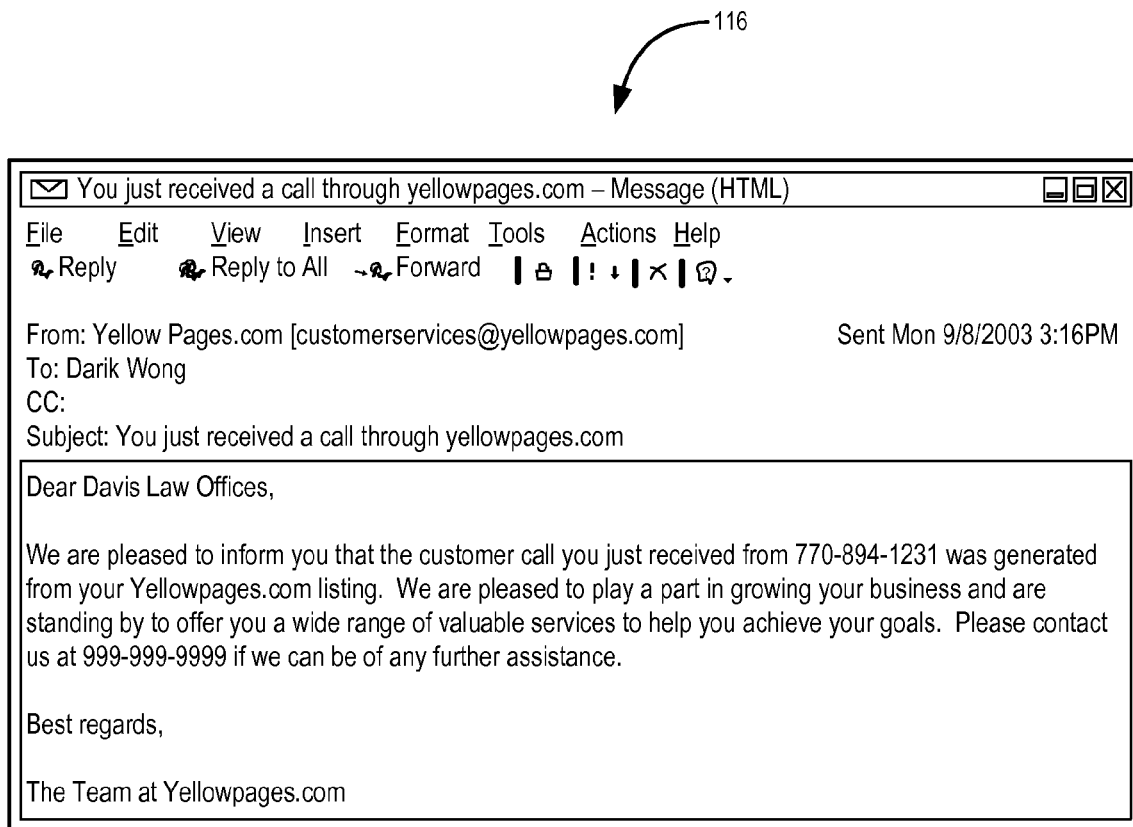 116
You just received a call through yellowpages.com – Message (HTML)
File Edit View Insert Format Tools Actions Help
Reply Reply to All Forward
From: Yellow Pages.com [customerservices@yellowpages.com] Sent Mon 9/8/2003 3:16PM
To: Darik Wong
CC:
Subject: You just received a call through yellowpages.com
Dear Davis Law Offices,
We are pleased to inform you that the customer call you just received from 770-894-1231 was generated
from your Yellowpages.com listing. We are pleased to play a part in growing your business and are
standing by to offer you a wide range of valuable services to help you achieve your goals. Please contact
us at 999-999-9999 if we can be of any further assistance.
Best regards,
The Team at Yellowpages.com